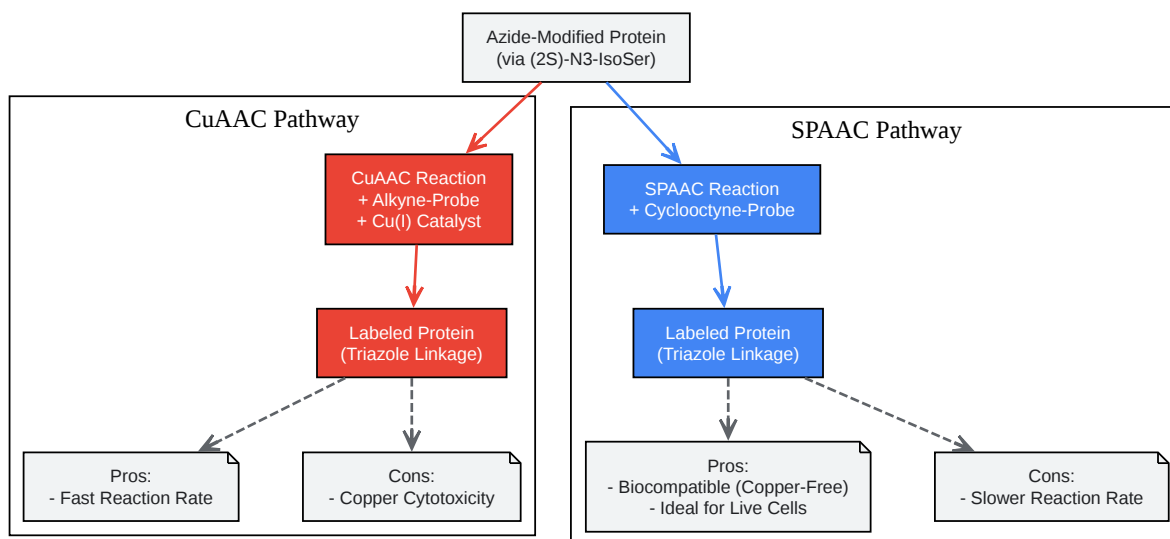 Azide-Modified Protein
(via (2S)-N3-IsoSer)
CuAAC Pathway
CuAAC Reaction
+ Alkyne-Probe
+ Cu(I) Catalyst
Labeled Protein
(Triazole Linkage)
Pros:
- Fast Reaction Rate
Cons:
- Copper Cytotoxicity
SPAAC Pathway
SPAAC Reaction
+ Cyclooctyne-Probe
Labeled Protein
(Triazole Linkage)
Pros:
- Biocompatible (Copper-Free)
- Ideal for Live Cells
Cons:
- Slower Reaction Rate